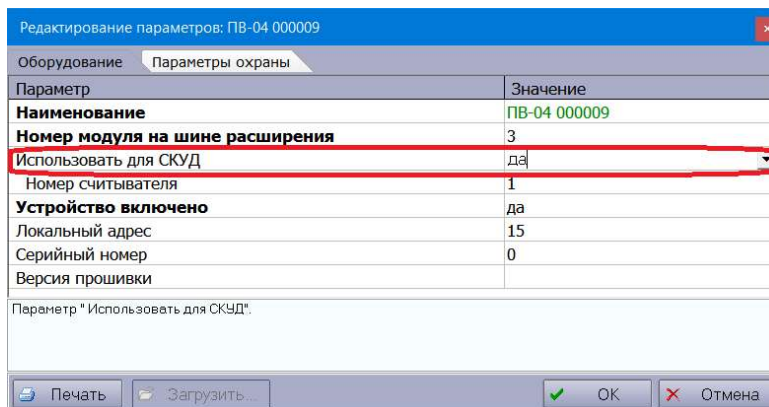 Редактирование параметров: ПВ-04 000009
Оборудование Параметры охраны
Параметр Значение
Наименование ПВ-04 000009
Номер модуля на шине расширения 3
Использовать для СКУД да
Номер считывателя 1
Устройство включено да
Локальный адрес 15
Серийный номер 0
Версия прошивки
Параметр " Использовать для СКУД".
Печать Загрузить... ОК Отмена